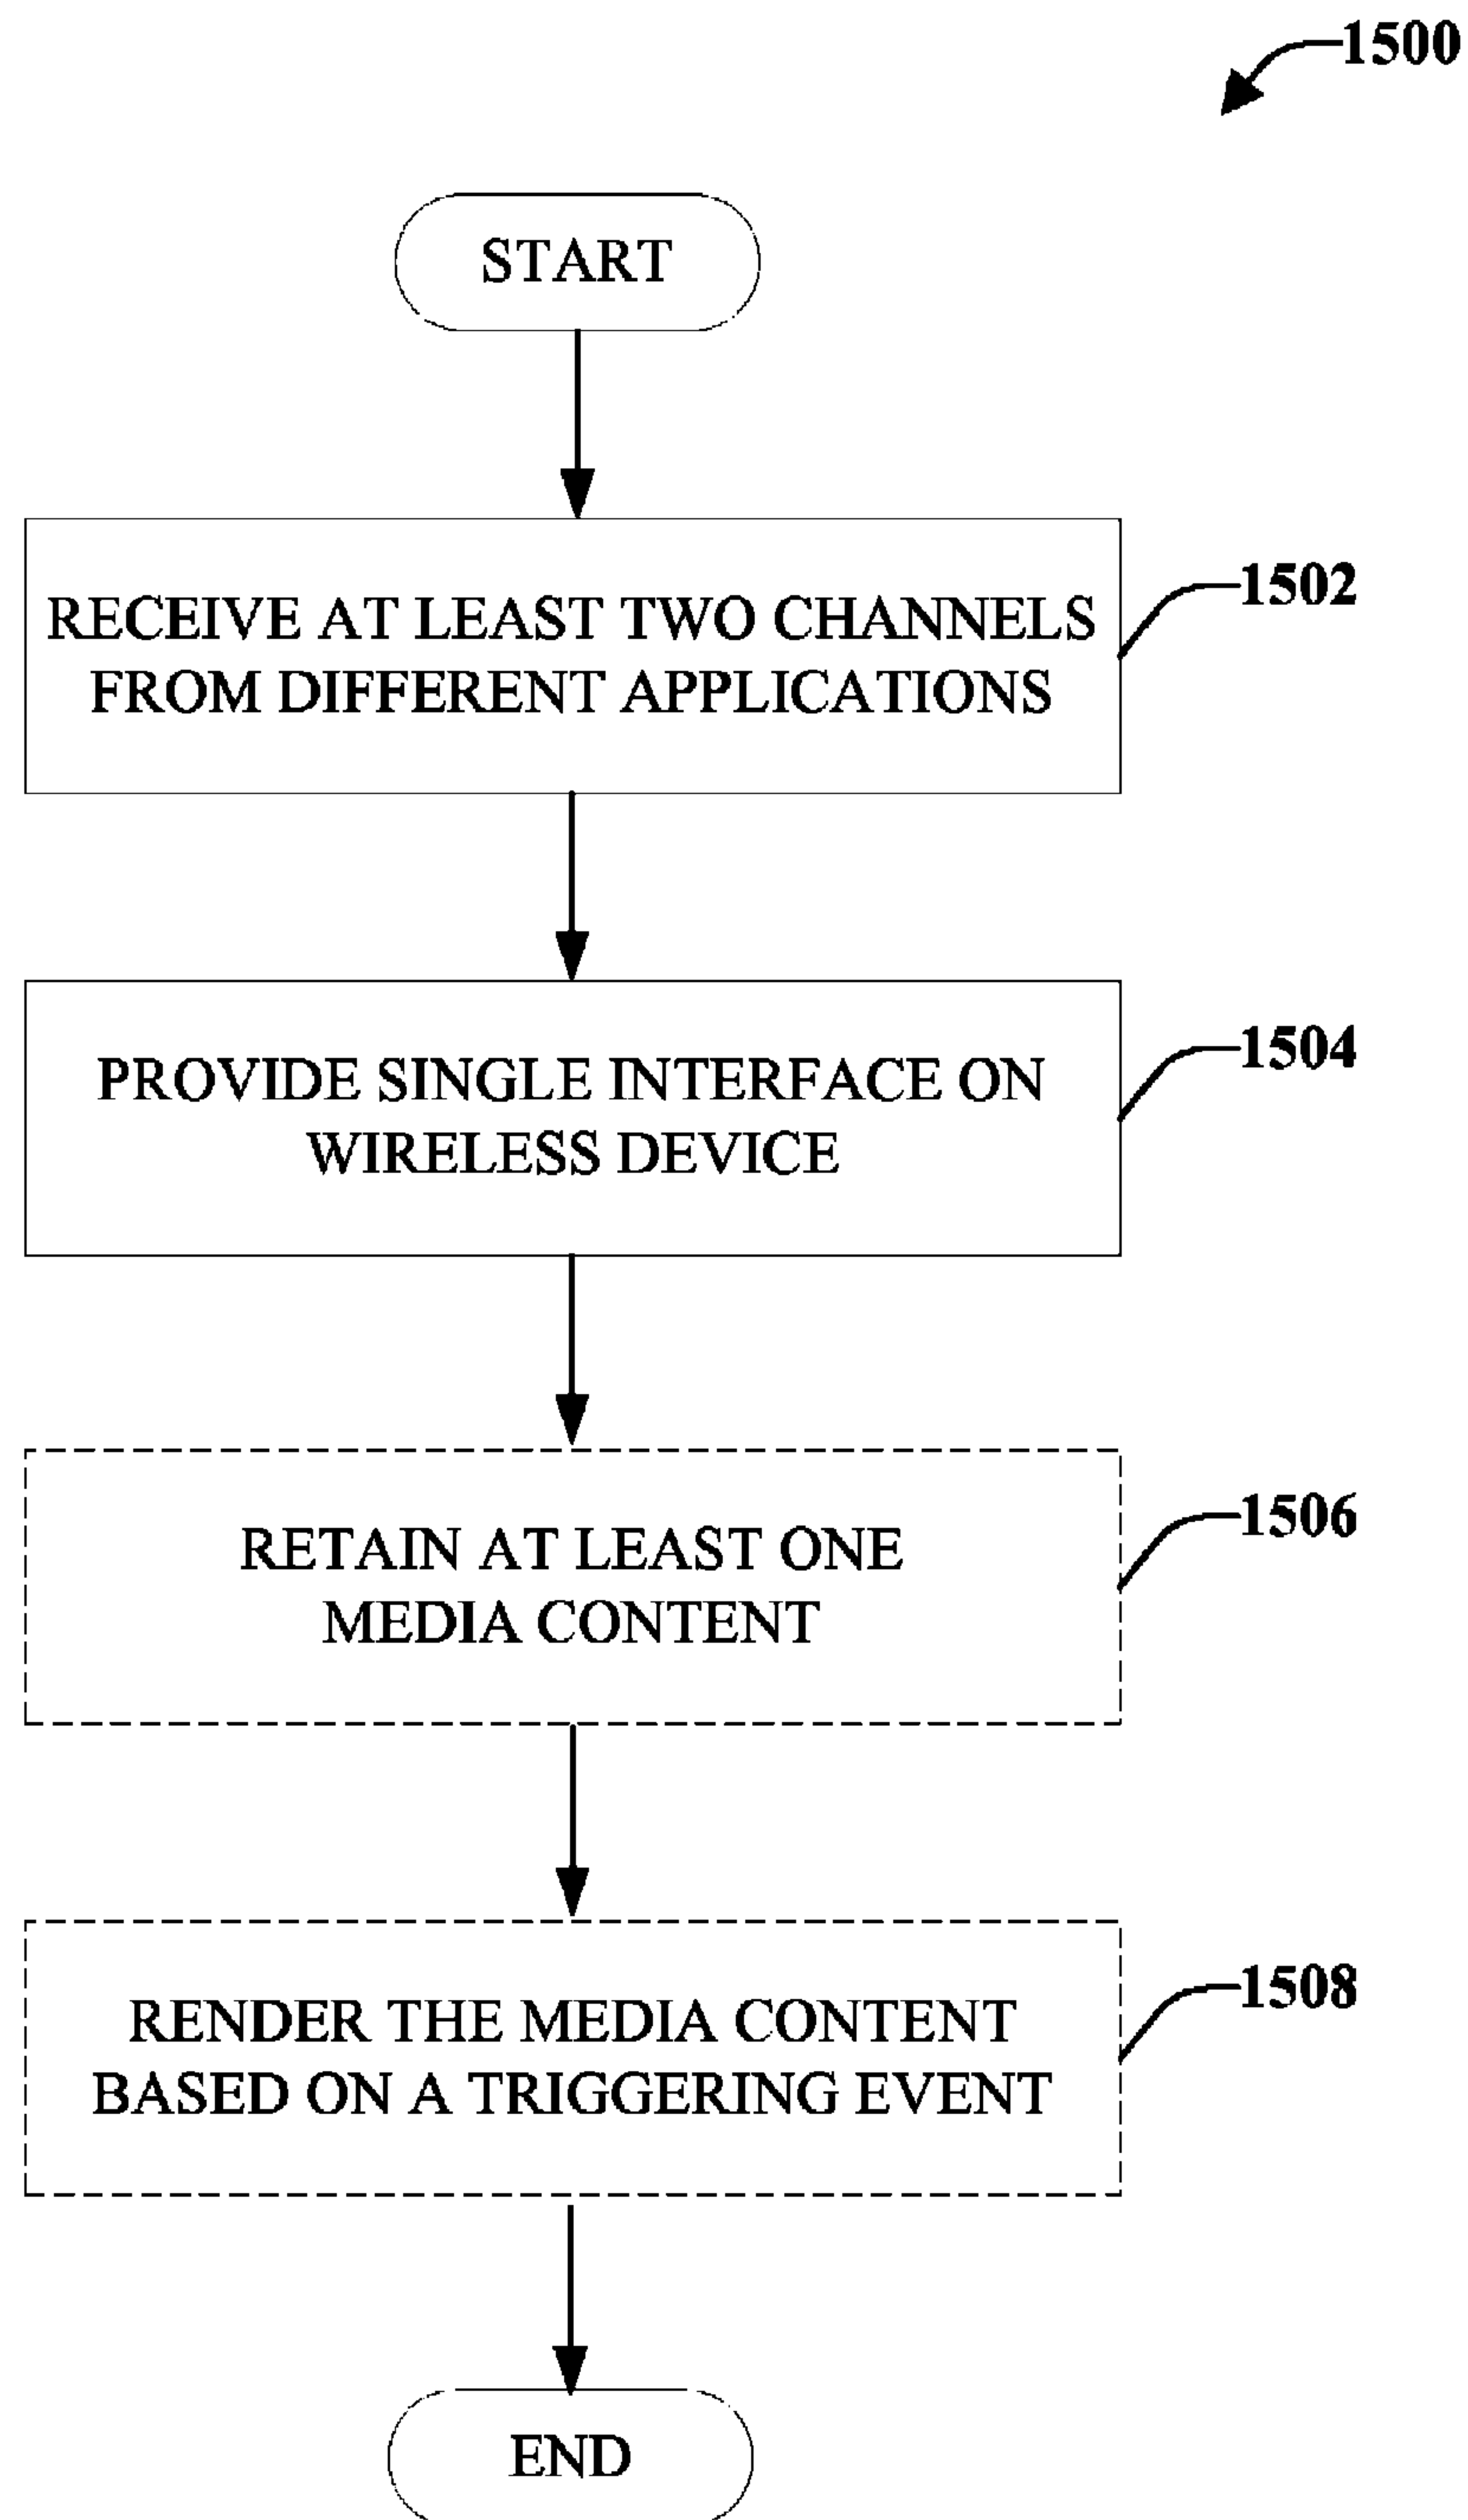 1500
START
RECEIVE AT LEAST TWO CHANNELS
FROM DIFFERENT APPLICATIONS
1502
PROVIDE SINGLE INTERFACE ON
WIRELESS DEVICE
1504
RETAIN AT LEAST ONE
MEDIA CONTENT
1506
RENDER THE MEDIA CONTENT
BASED ON A TRIGGERING EVENT
1508
END